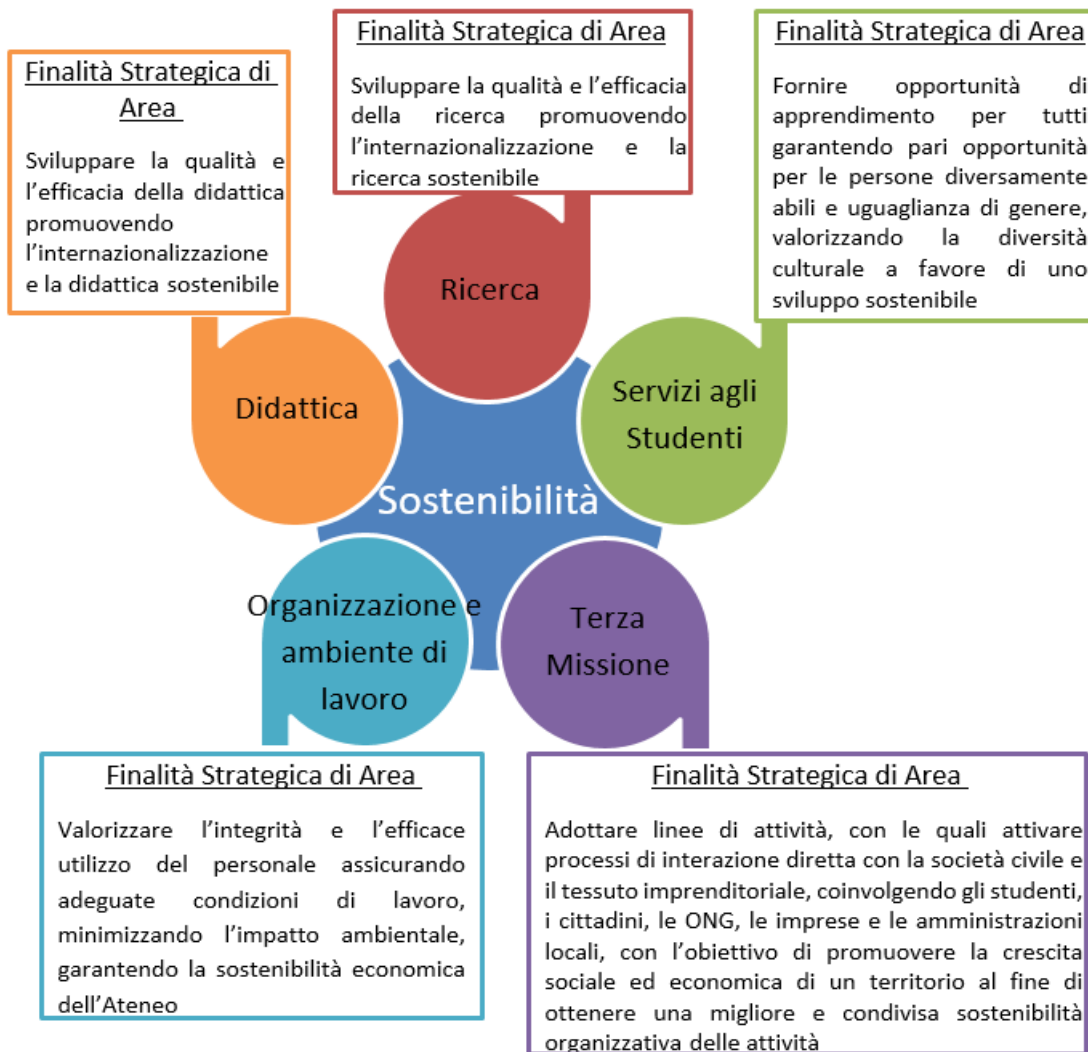 Finalità Strategica di
Area
Sviluppare la qualità e
l’efficacia della didattica
promuovendo
l’internazionalizzazione
e la didattica sostenibile
Finalità Strategica di Area
Sviluppare la qualità e l’efficacia
della ricerca promuovendo
l’internazionalizzazione e la
ricerca sostenibile
Finalità Strategica di Area
Fornire opportunità di
apprendimento per tutti
garantendo pari opportunità
per le persone diversamente
abili e uguaglianza di genere,
valorizzando la diversità
culturale a favore di uno
sviluppo sostenibile
Ricerca
Didattica
Servizi agli
Studenti
Sostenibilità
Organizzazione e
ambiente di
lavoro
Terza
Missione
Finalità Strategica di Area
Valorizzare l’integrità e l’efficace
utilizzo del personale assicurando
adeguate condizioni di lavoro,
minimizzando l’impatto ambientale,
garantendo la sostenibilità economica
dell’Ateneo
Finalità Strategica di Area
Adottare linee di attività, con le quali attivare
processi di interazione diretta con la società civile e
il tessuto imprenditoriale, coinvolgendo gli studenti,
i cittadini, le ONG, le imprese e le amministrazioni
locali, con l’obiettivo di promuovere la crescita
sociale ed economica di un territorio al fine di
ottenere una migliore e condivisa sostenibilità
organizzativa delle attività